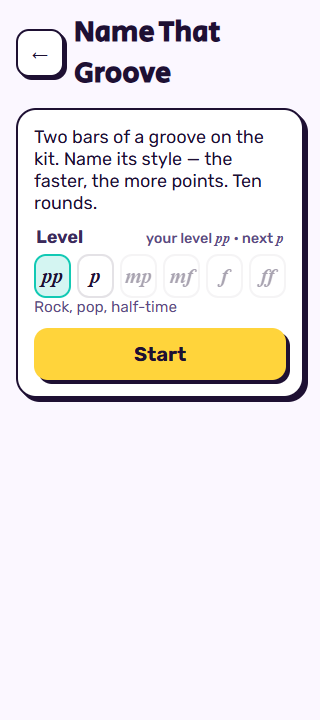 ←
Name That
Groove
Two bars of a groove on the
kit. Name its style — the
faster, the more points. Ten
rounds.
Level
your level pp • next p
pp p mp mf f ff
Rock, pop, half-time
Start